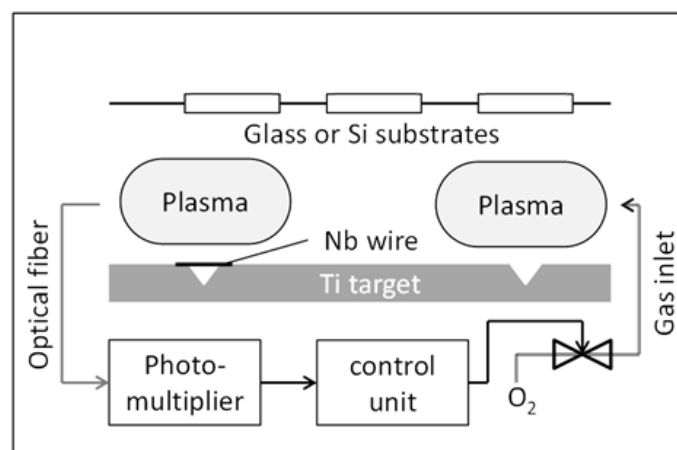 Glass or Si substrates
Plasma
Plasma
Nb wire
Ti target
Optical fiber
Gas inlet
Photo-
multiplier
control
unit
O₂